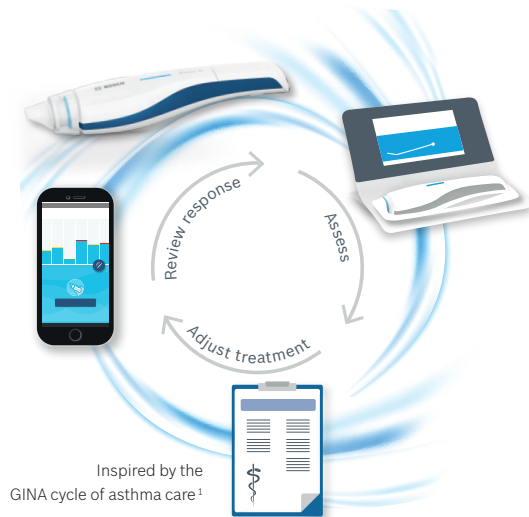 BOSCH
Review response
Assess
Adjust treatment
Inspired by the
GINA cycle of asthma care¹